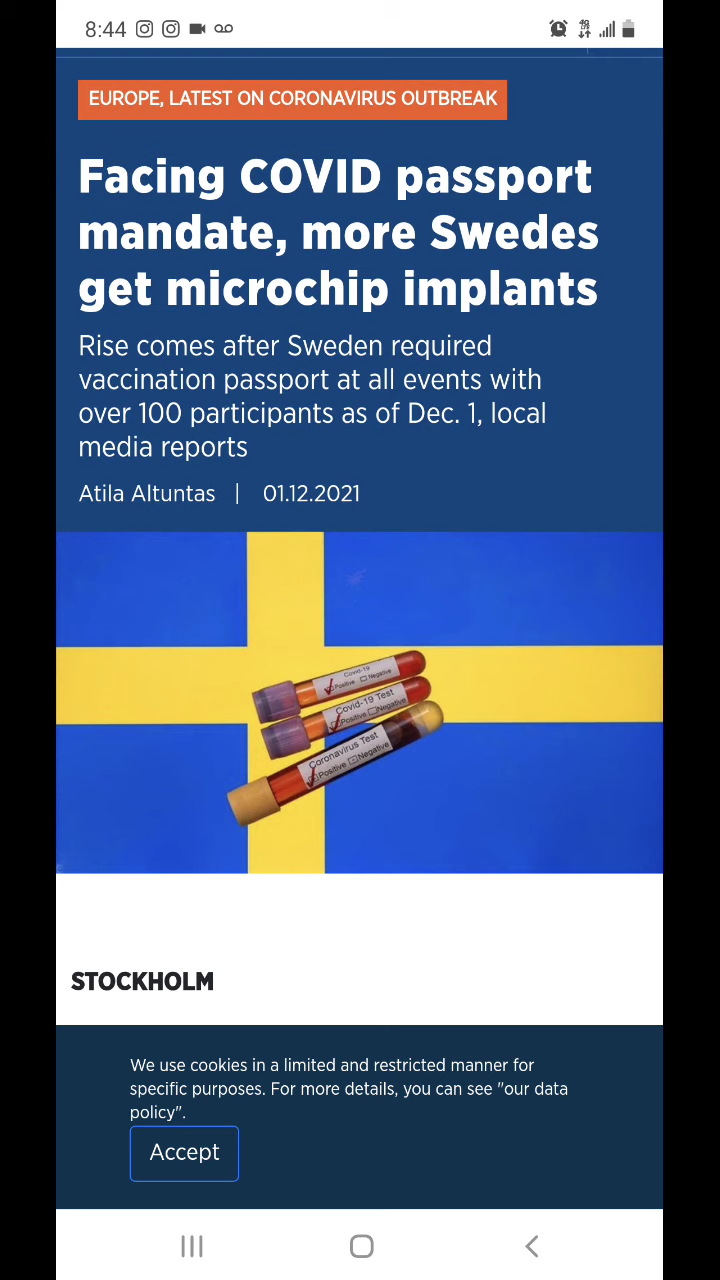 8:44
EUROPE, LATEST ON CORONAVIRUS OUTBREAK
Facing COVID passport
mandate, more Swedes
get microchip implants
Rise comes after Sweden required
vaccination passport at all events with
over 100 participants as of Dec. 1, local
media reports
Atila Altuntas | 01.12.2021
Covid-19
Positive Negative
Covid-19 Test
Positive Negative
Coronavirus Test
Positive Negative
STOCKHOLM
We use cookies in a limited and restricted manner for
specific purposes. For more details, you can see "our data
policy".
Accept